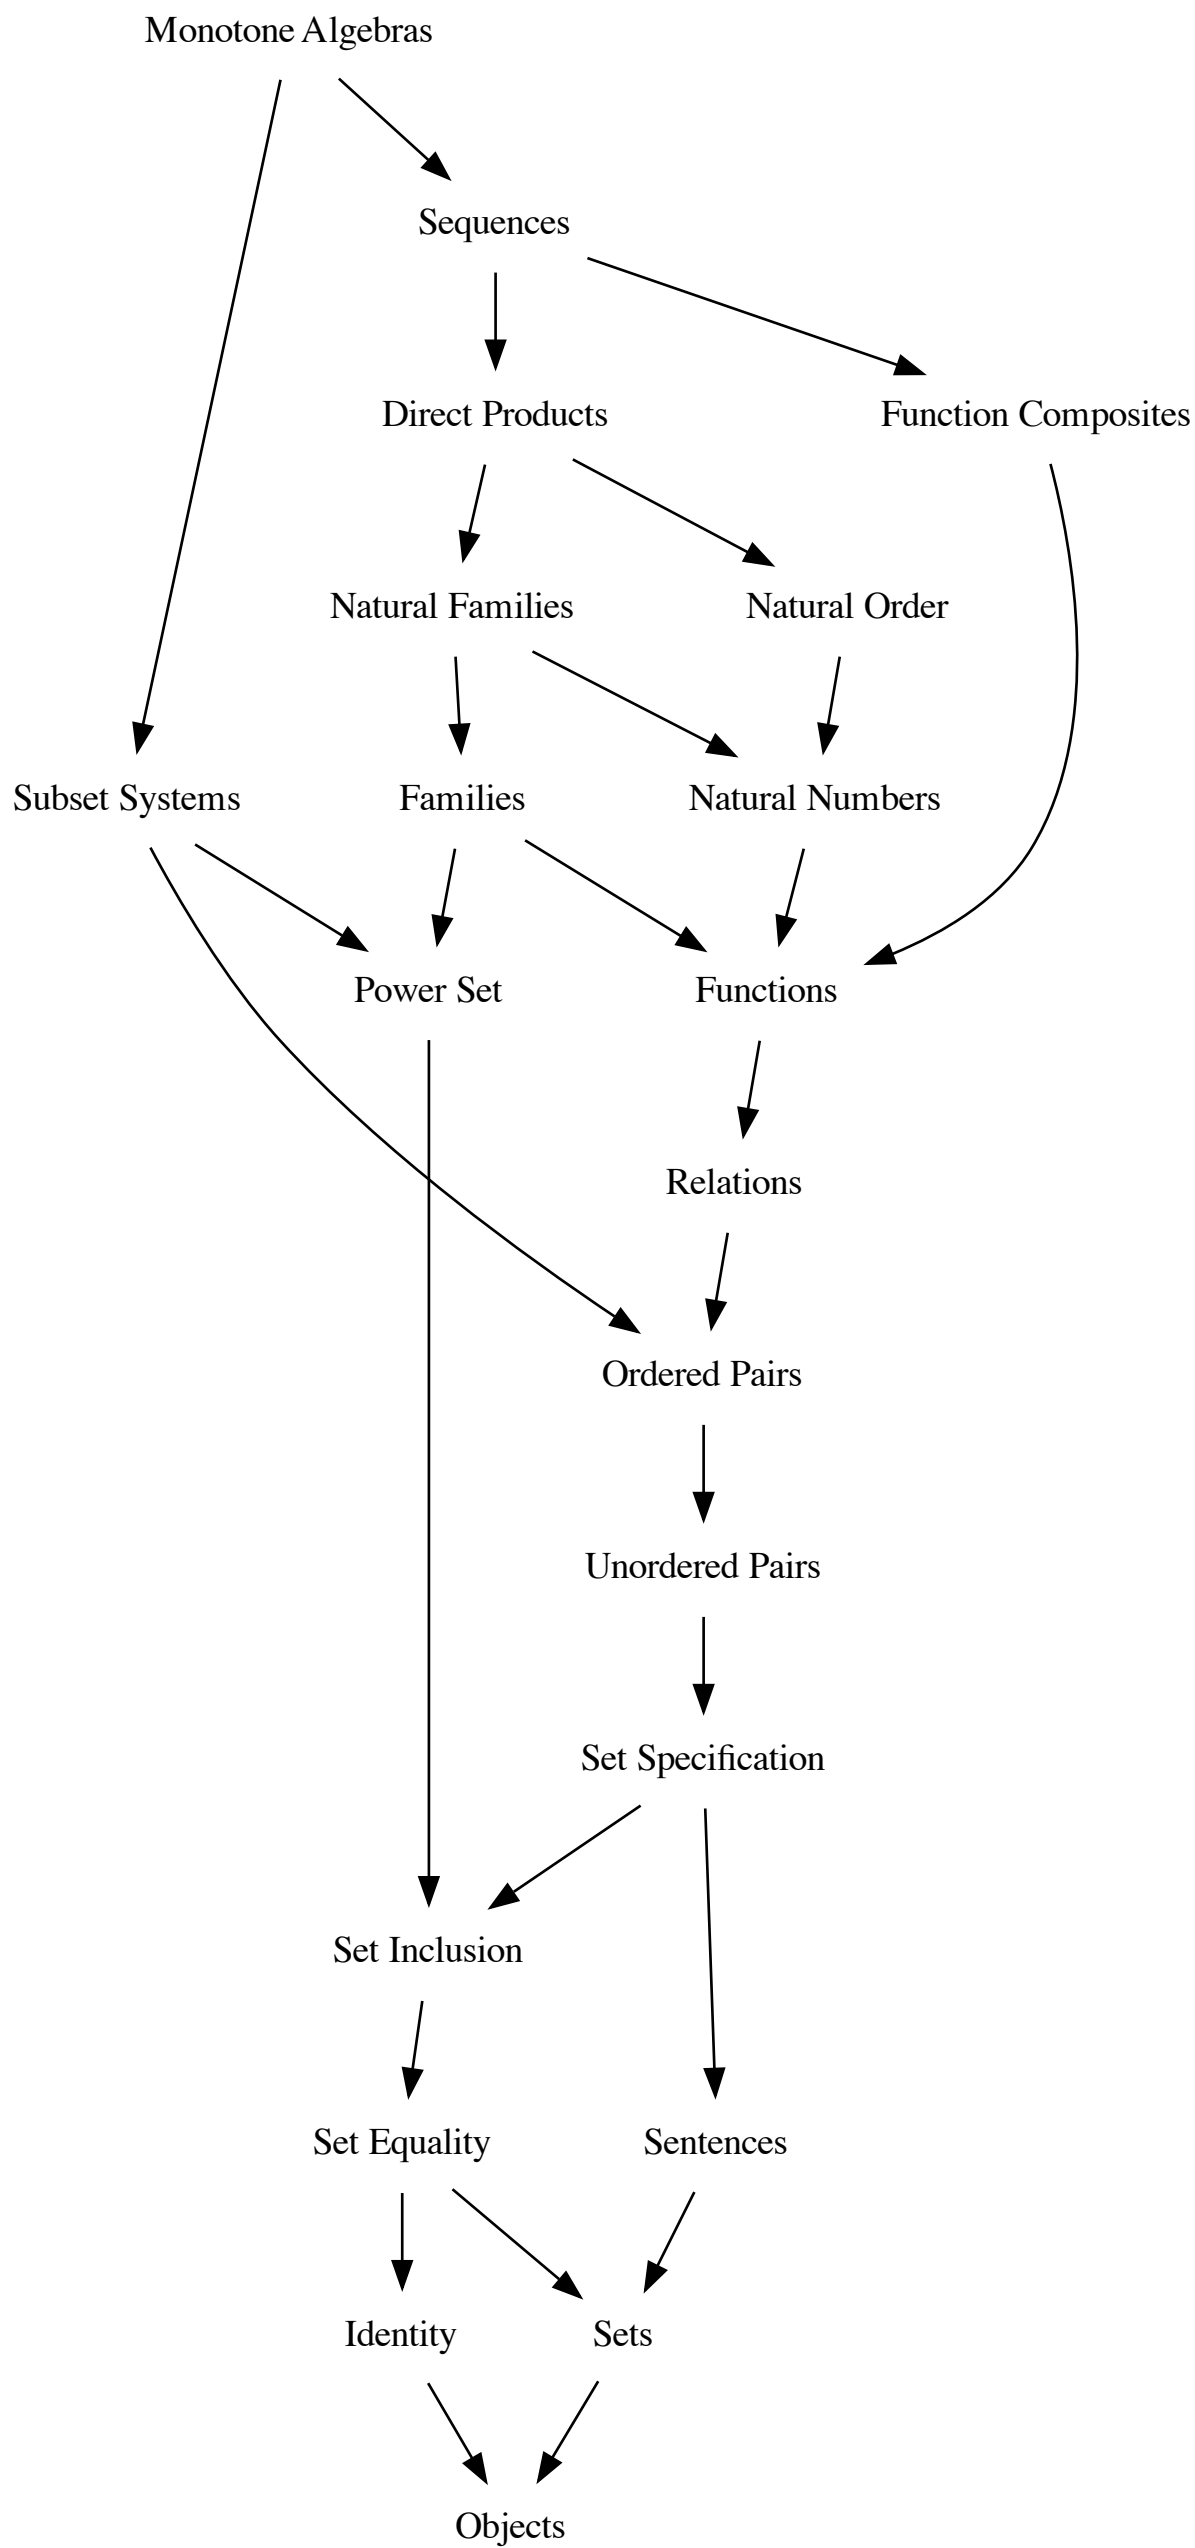 Monotone Algebras
Sequences
Direct Products
Function Composites
Natural Families
Natural Order
Subset Systems
Families
Natural Numbers
Power Set
Functions
Relations
Ordered Pairs
Unordered Pairs
Set Specification
Set Inclusion
Set Equality
Sentences
Identity
Sets
Objects